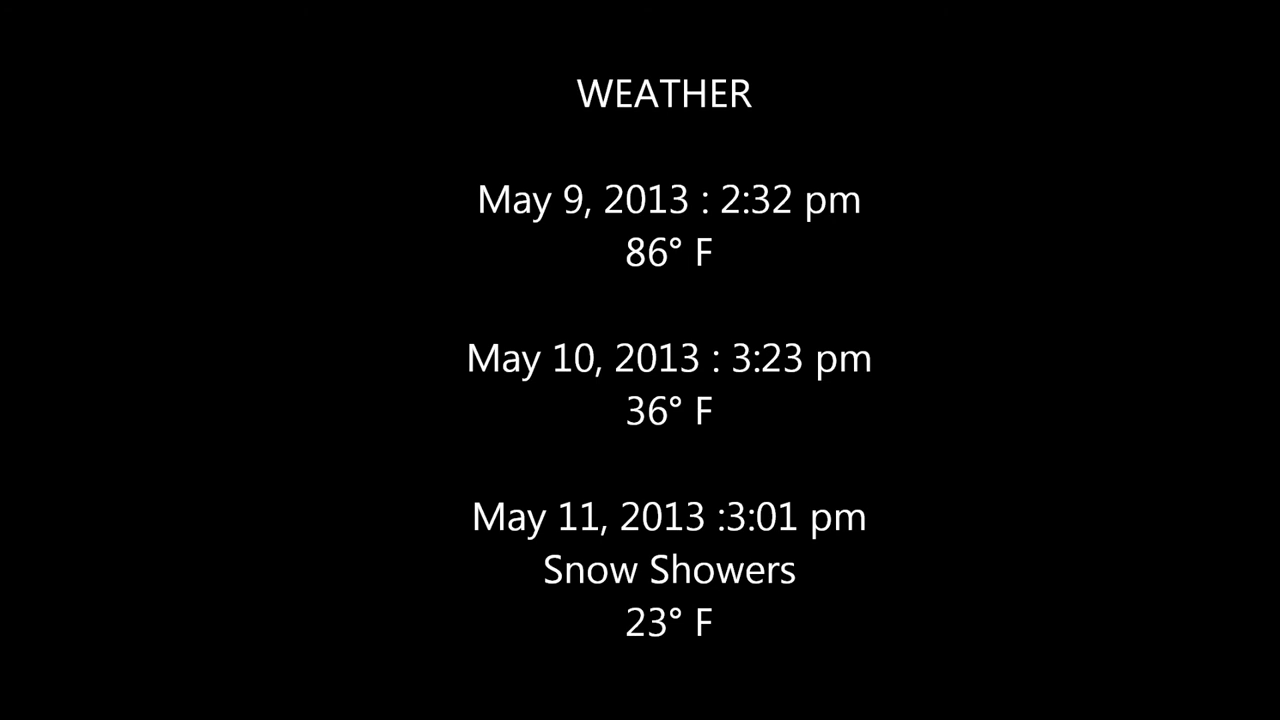 WEATHER
May 9, 2013 : 2:32 pm
86° F
May 10, 2013 : 3:23 pm
36° F
May 11, 2013 :3:01 pm
Snow Showers
23° F